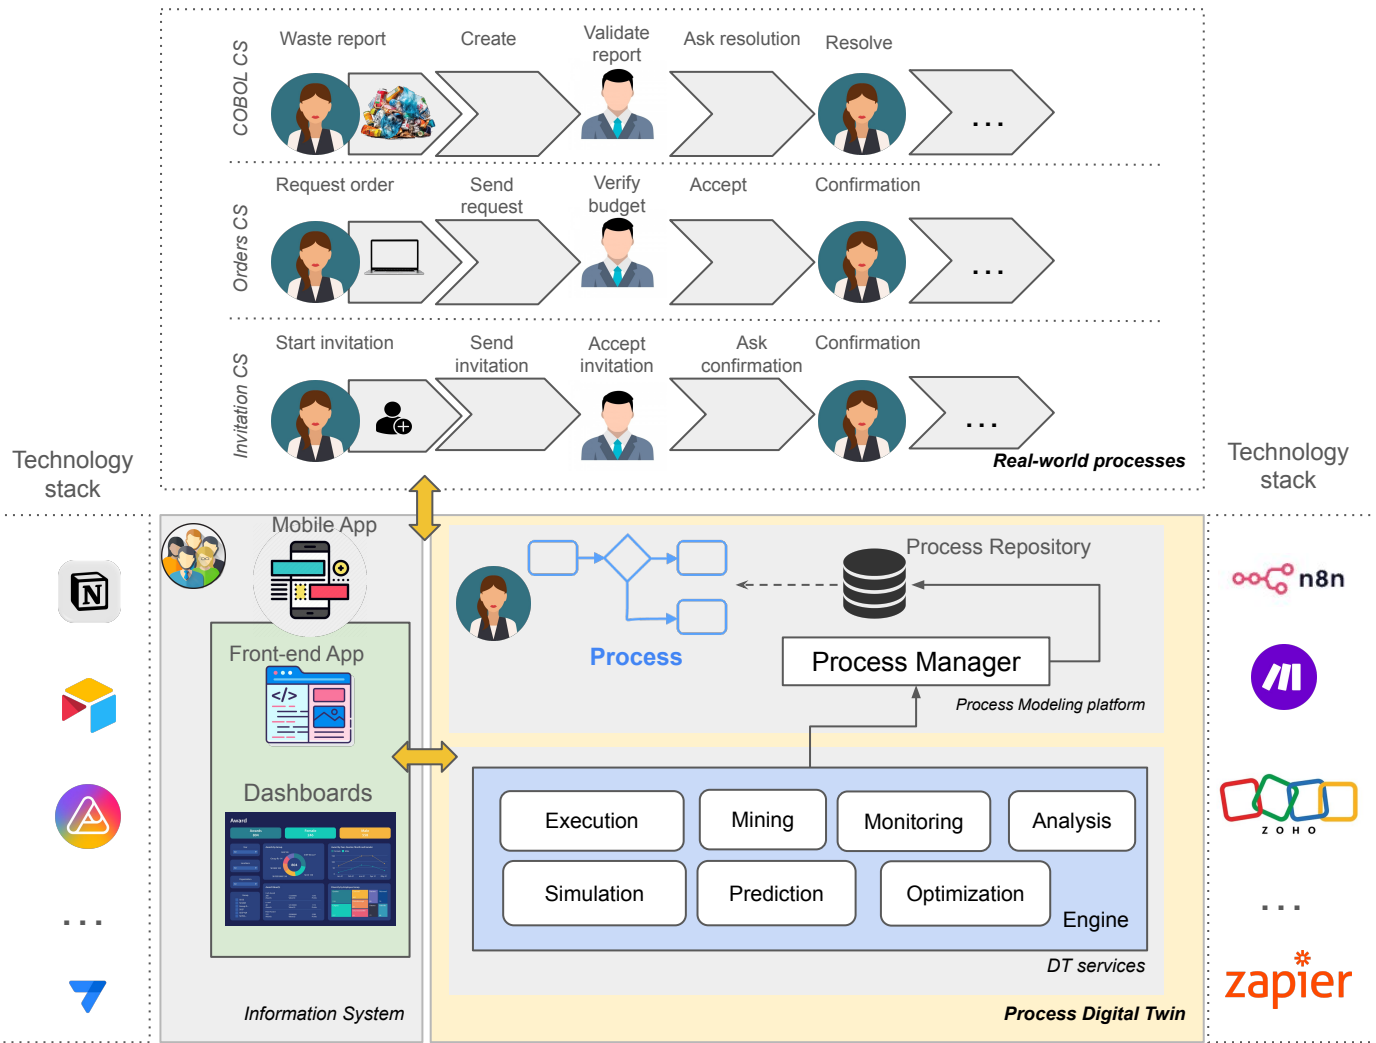 COBOL CS
Waste report
Create
Validate
report
Ask resolution
Resolve
...
Orders CS
Request order
Send
request
Verify
budget
Accept
Confirmation
...
Invitation CS
Start invitation
Send
invitation
Accept
invitation
Ask
confirmation
Confirmation
...
Real-world processes
Technology
stack
N
...
Mobile App
Front-end App
</>
Dashboards
Award
Information System
Process
Process Repository
Process Manager
Process Modeling platform
Execution
Mining
Monitoring
Analysis
Simulation
Prediction
Optimization
Engine
DT services
Process Digital Twin
Technology
stack
n8n
ZOHO
...
zapier